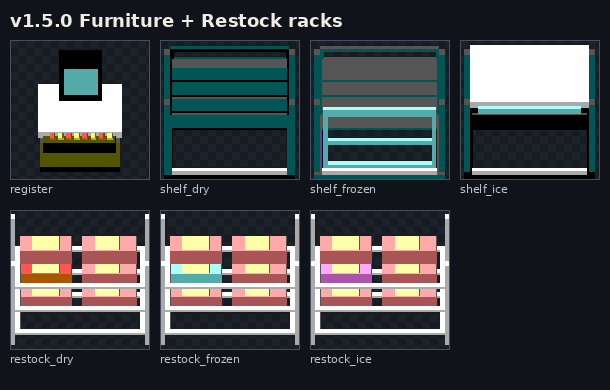 v1.5.0 Furniture + Restock racks
register
shelf_dry
shelf_frozen
shelf_ice
restock_dry
restock_frozen
restock_ice